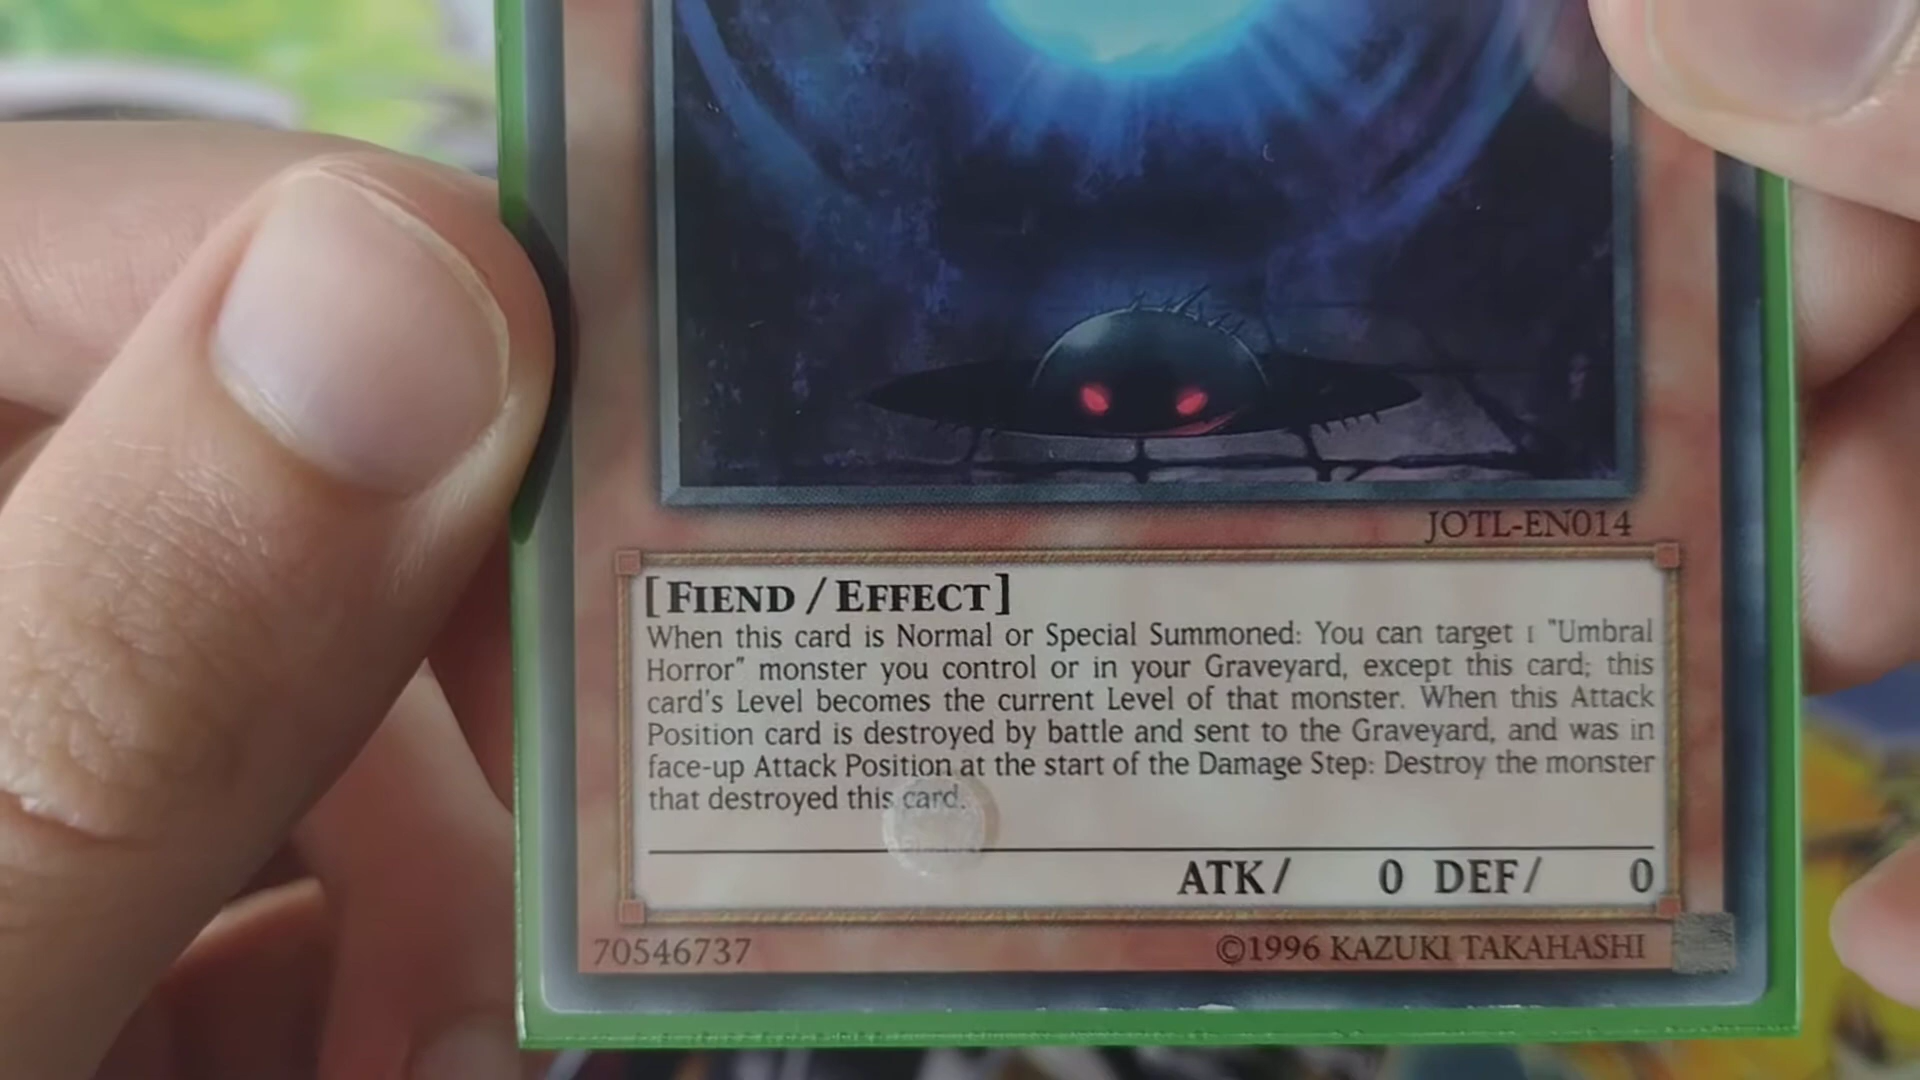 JOTL-EN014
[FIEND/EFFECT]
When this card is Normal or Special Summoned: You can target 1 "Umbral
Horror" monster you control or in your Graveyard, except this card; this
card's Level becomes the current Level of that monster. When this Attack
Position card is destroyed by battle and sent to the Graveyard, and was in
face-up Attack Position at the start of the Damage Step: Destroy the monster
that destroyed this card.
ATK/ 0 DEF/ 0
70546737 ©1996 KAZUKI TAKAHASHI